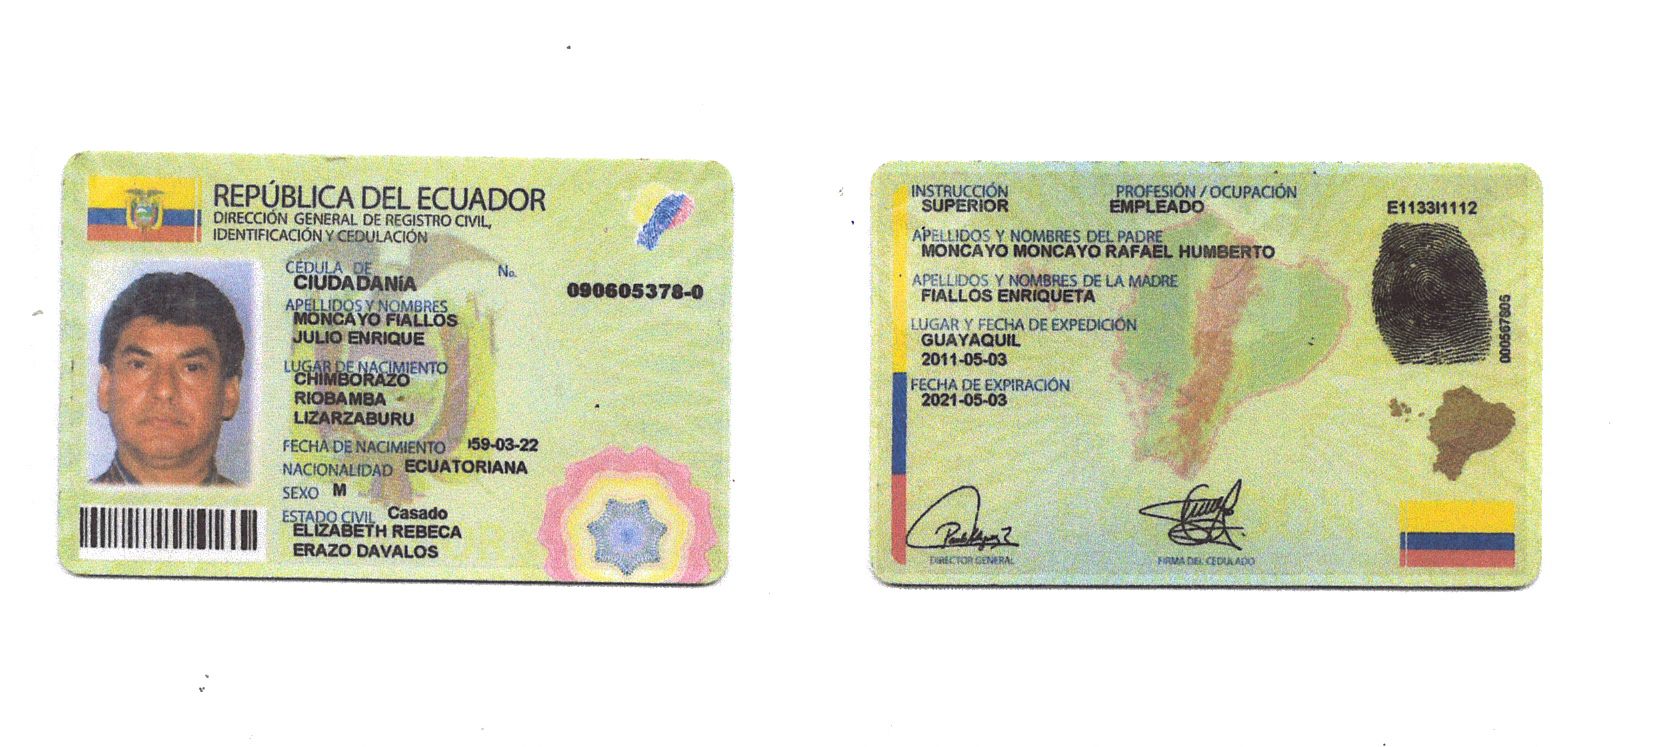 REPÚBLICA DEL ECUADOR
DIRECCIÓN GENERAL DE REGISTRO CIVIL,
IDENTIFICACIÓN Y CEDULACIÓN
CÉDULA DE No.
CIUDADANÍA
090605378-0
APELLIDOS Y NOMBRES
MONCAYO FIALLOS
JULIO ENRIQUE
LUGAR DE NACIMIENTO
CHIMBORAZO
RIOBAMBA
LIZARZABURU
FECHA DE NACIMIENTO 59-03-22
NACIONALIDAD ECUATORIANA
SEXO M
ESTADO CIVIL Casado
ELIZABETH REBECA
ERAZO DAVALOS
INSTRUCCIÓN PROFESIÓN / OCUPACIÓN
SUPERIOR EMPLEADO E1133I1112
APELLIDOS Y NOMBRES DEL PADRE
MONCAYO MONCAYO RAFAEL HUMBERTO
APELLIDOS Y NOMBRES DE LA MADRE
FIALLOS ENRIQUETA
LUGAR Y FECHA DE EXPEDICIÓN
GUAYAQUIL
2011-05-03
FECHA DE EXPIRACIÓN
2021-05-03
DIRECTOR GENERAL FIRMA DEL CEDULADO